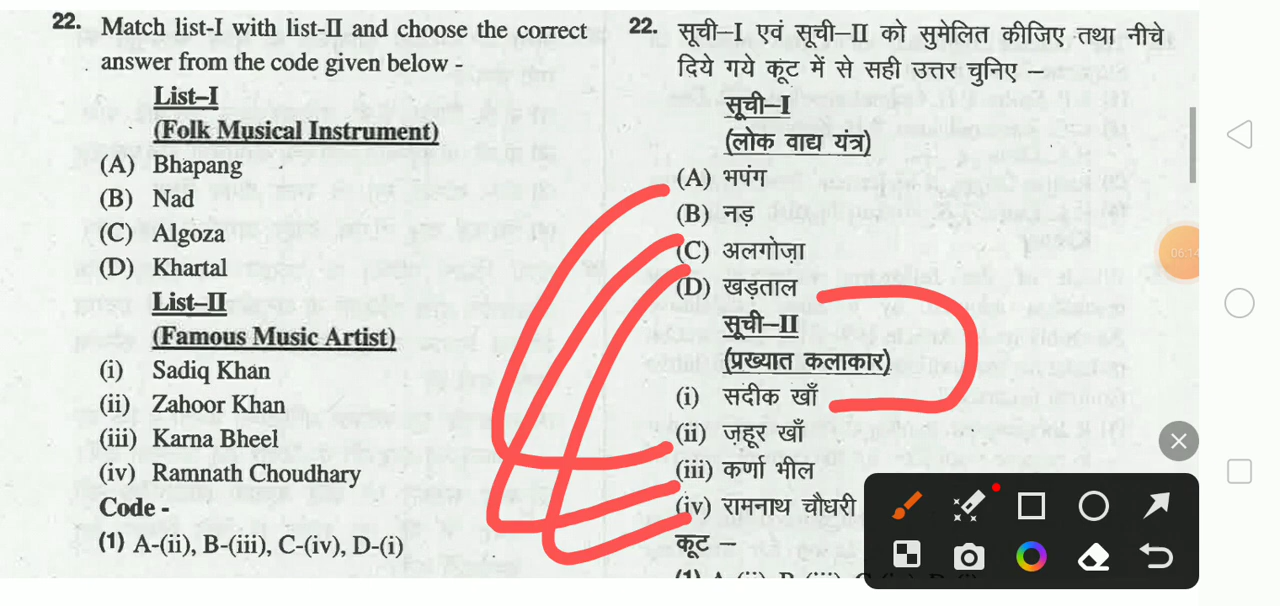 22. Match list-I with list-II and choose the correct
answer from the code given below -
List-I
(Folk Musical Instrument)
(A) Bhapang
(B) Nad
(C) Algoza
(D) Khartal
List-II
(Famous Music Artist)
(i) Sadiq Khan
(ii) Zahoor Khan
(iii) Karna Bheel
(iv) Ramnath Choudhary
Code -
(1) A-(ii), B-(iii), C-(iv), D-(i)
22. सूची–I एवं सूची–II को सुमेलित कीजिए तथा नीचे
दिये गये कूट में से सही उत्तर चुनिए –
सूची–I
(लोक वाद्य यंत्र)
(A) भपंग
(B) नड़
(C) अलगोज़ा
(D) खड़ताल
सूची–II
(प्रख्यात कलाकार)
(i) सदीक खाँ
(ii) ज़हूर खाँ
(iii) कर्णा भील
(iv) रामनाथ चौधरी
कूट –
06:14